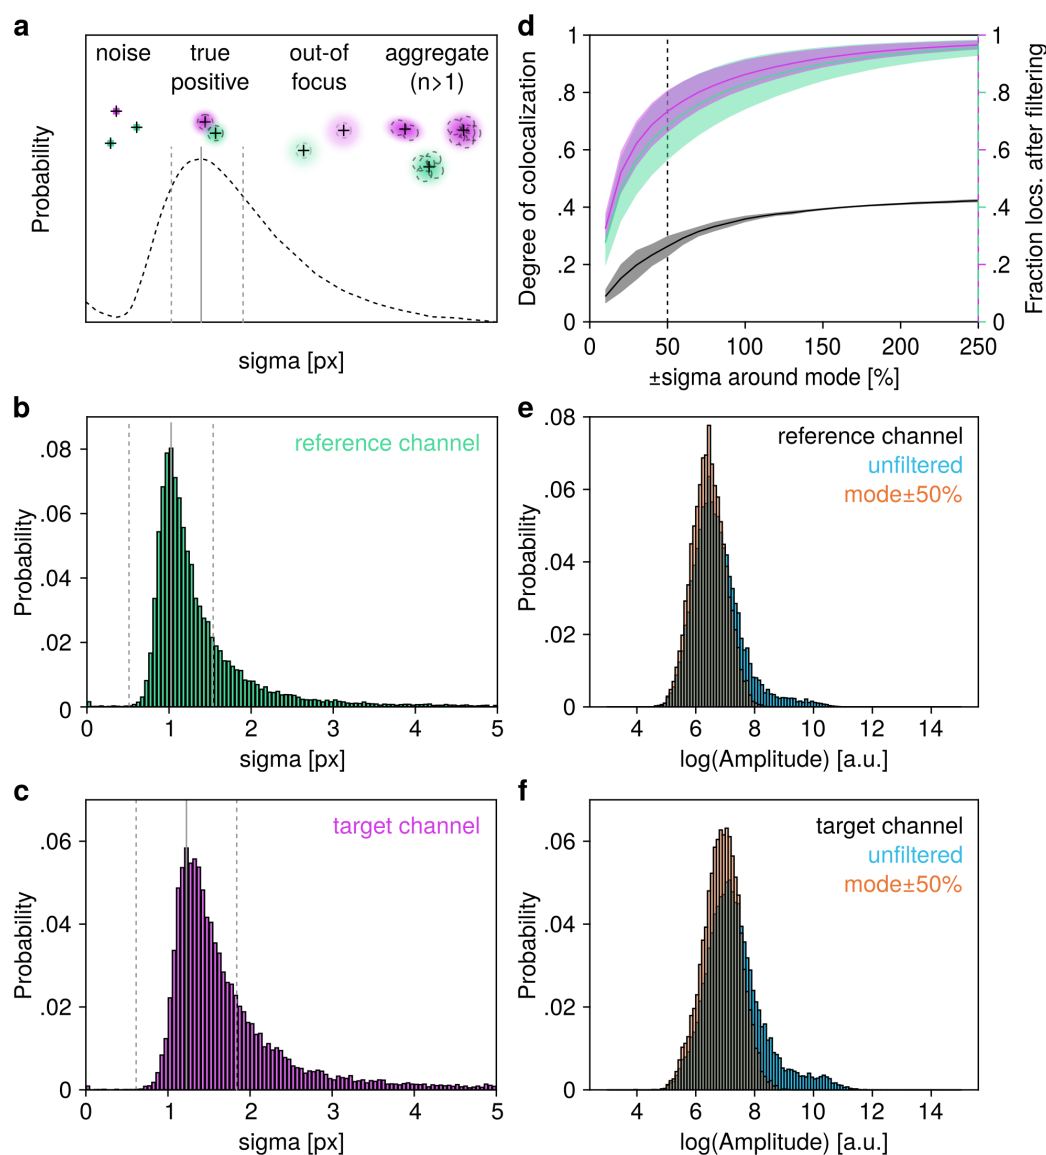 a
noise
true
positive
out-of
focus
aggregate
(n>1)
Probability
sigma [px]
d
1
.8
.6
.4
.2
0
Degree of colocalization
1
.8
.6
.4
.2
0
Fraction locs. after filtering
0 50 100 150 200 250
±sigma around mode [%]
b
reference channel
.08
.06
.04
.02
0
Probability
0 1 2 3 4 5
sigma [px]
e
reference channel
unfiltered
mode±50%
.08
.06
.04
.02
0
Probability
4 6 8 10 12 14
log(Amplitude) [a.u.]
c
target channel
.06
.04
.02
0
Probability
0 1 2 3 4 5
sigma [px]
f
target channel
unfiltered
mode±50%
.06
.04
.02
0
Probability
4 6 8 10 12 14
log(Amplitude) [a.u.]